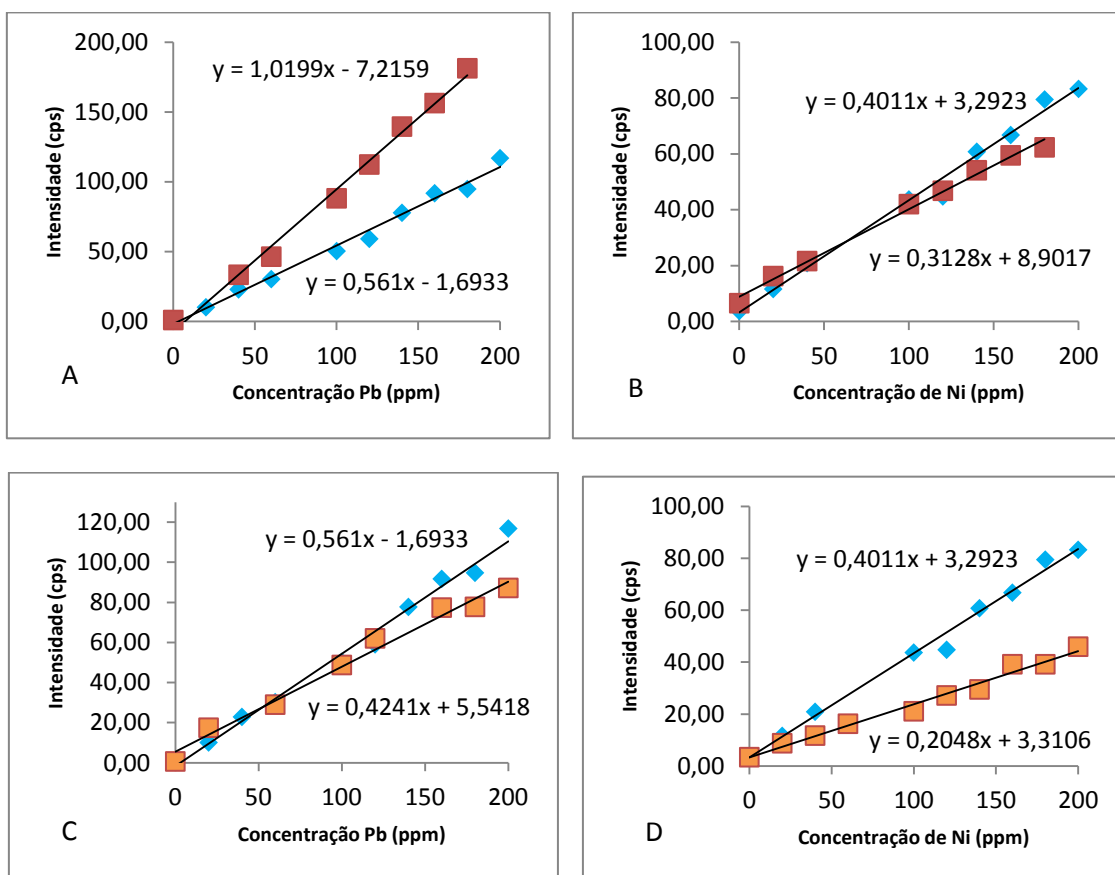 200,00
150,00
100,00
50,00
0,00
0
50
100
150
200
Intensidade (cps)
Concentração Pb (ppm)
y = 1,0199x - 7,2159
y = 0,561x - 1,6933
A
100,00
80,00
60,00
40,00
20,00
0,00
0
50
100
150
200
Intensidade (cps)
Concentração de Ni (ppm)
y = 0,4011x + 3,2923
y = 0,3128x + 8,9017
B
120,00
100,00
80,00
60,00
40,00
20,00
0,00
0
50
100
150
200
Intensidade (cps)
Concentração Pb (ppm)
y = 0,561x - 1,6933
y = 0,4241x + 5,5418
C
100,00
80,00
60,00
40,00
20,00
0,00
0
50
100
150
200
Intensidade (cps)
Concentração de Ni (ppm)
y = 0,4011x + 3,2923
y = 0,2048x + 3,3106
D